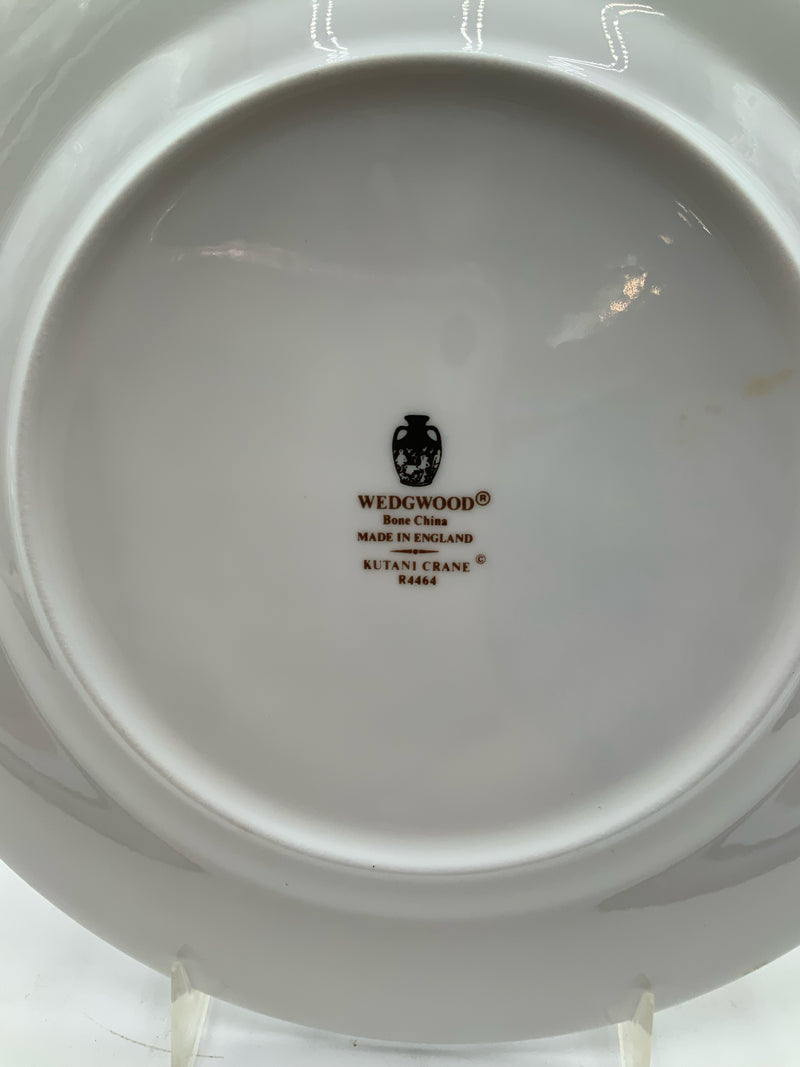 WEDGWOOD®
Bone China
MADE IN ENGLAND
KUTANI CRANE ©
R4464